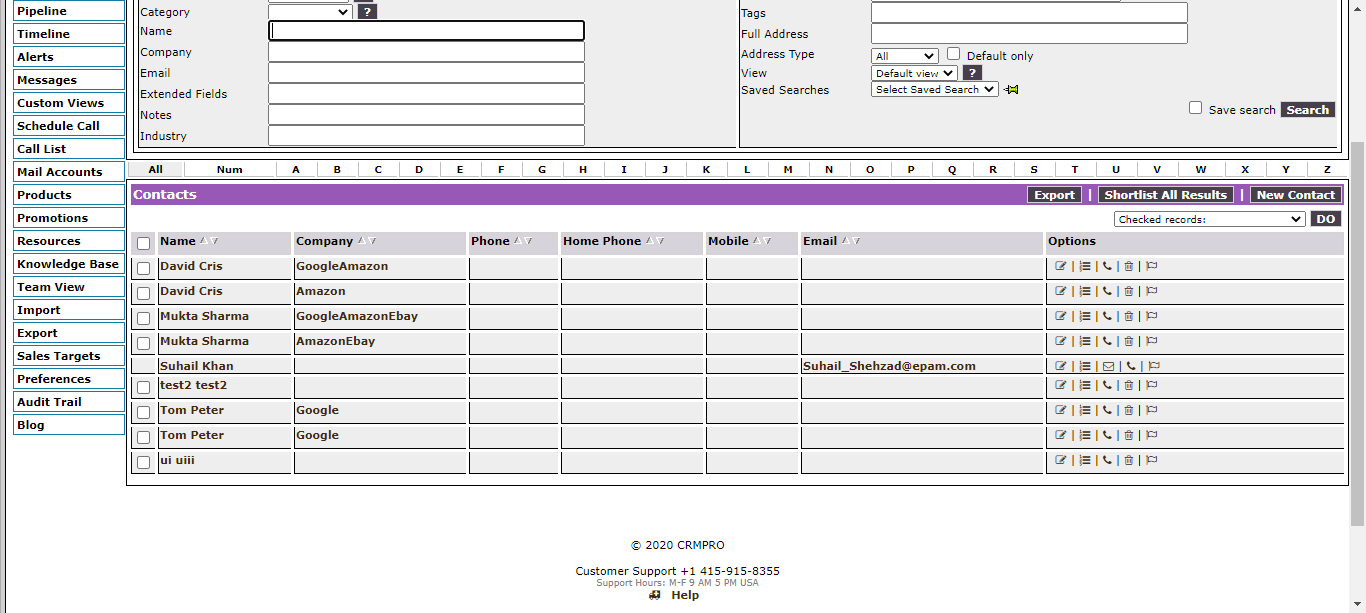 Pipeline
Timeline
Alerts
Messages
Custom Views
Schedule Call
Call List
Mail Accounts
Products
Promotions
Resources
Knowledge Base
Team View
Import
Export
Sales Targets
Preferences
Audit Trail
Blog
Category ?
Name
Company
Email
Extended Fields
Notes
Industry
Tags
Full Address
Address Type All Default only
View Default view ?
Saved Searches Select Saved Search
Save search Search
All Num A B C D E F G H I J K L M N O P Q R S T U V W X Y Z
Contacts Export | Shortlist All Results | New Contact
Checked records: DO
Name Company Phone Home Phone Mobile Email Options
David Cris GoogleAmazon | | | |
David Cris Amazon | | | |
Mukta Sharma GoogleAmazonEbay | | | |
Mukta Sharma AmazonEbay | | | |
Suhail Khan Suhail_Shehzad@epam.com | | | |
test2 test2 | | | |
Tom Peter Google | | | |
Tom Peter Google | | | |
ui uiii | | | |
© 2020 CRMPRO
Customer Support +1 415-915-8355
Support Hours: M-F 9 AM 5 PM USA
Help